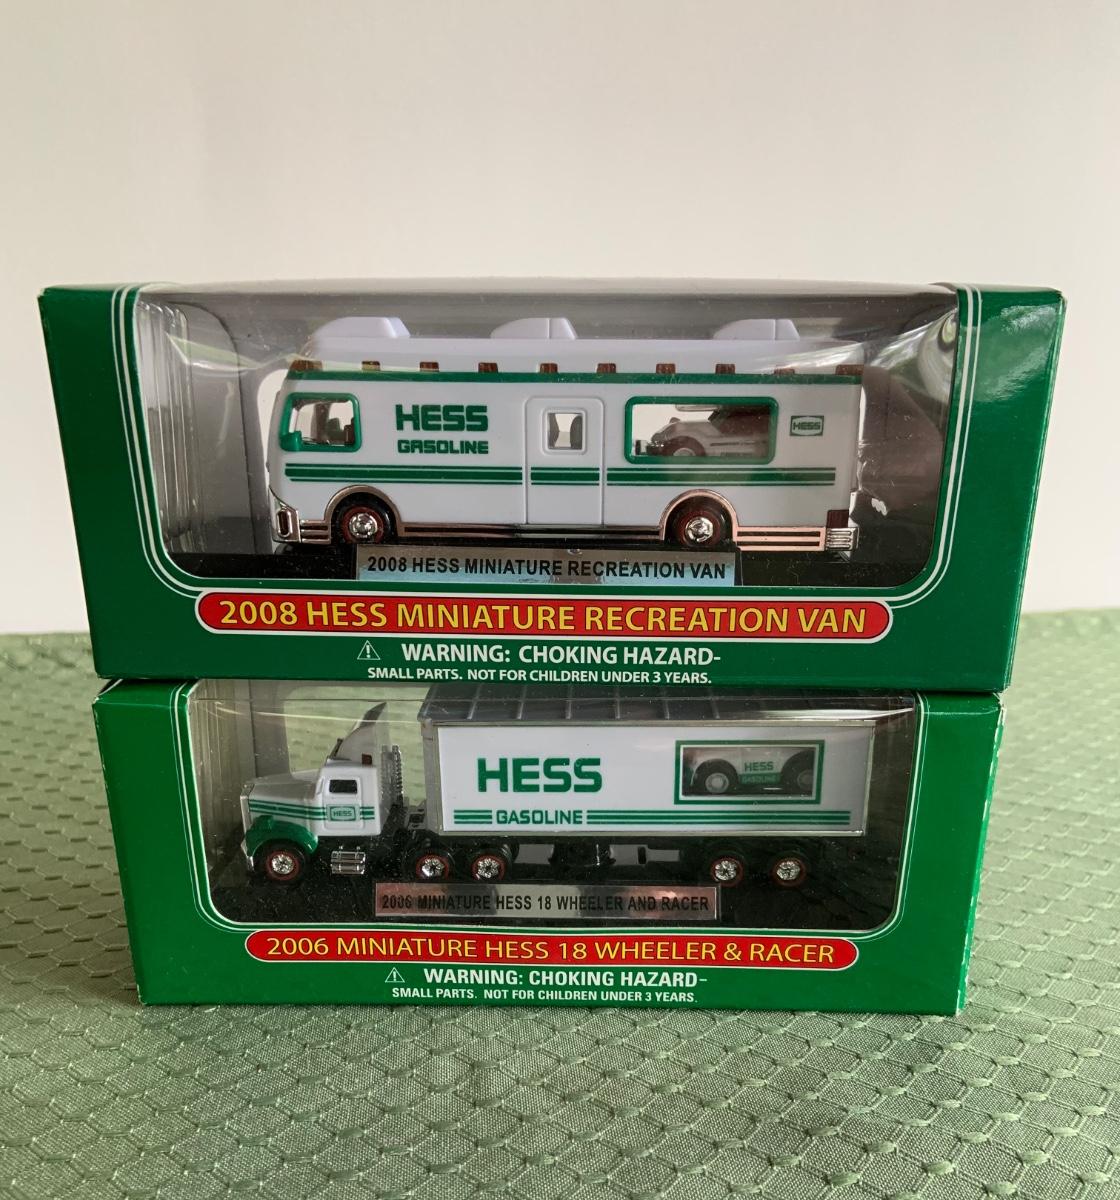 HESS
GASOLINE
HESS
2008 HESS MINIATURE RECREATION VAN
2008 HESS MINIATURE RECREATION VAN
WARNING: CHOKING HAZARD-
SMALL PARTS. NOT FOR CHILDREN UNDER 3 YEARS.
HESS
GASOLINE
HESS
GASOLINE
HESS
2006 MINIATURE HESS 18 WHEELER AND RACER
2006 MINIATURE HESS 18 WHEELER & RACER
WARNING: CHOKING HAZARD-
SMALL PARTS. NOT FOR CHILDREN UNDER 3 YEARS.